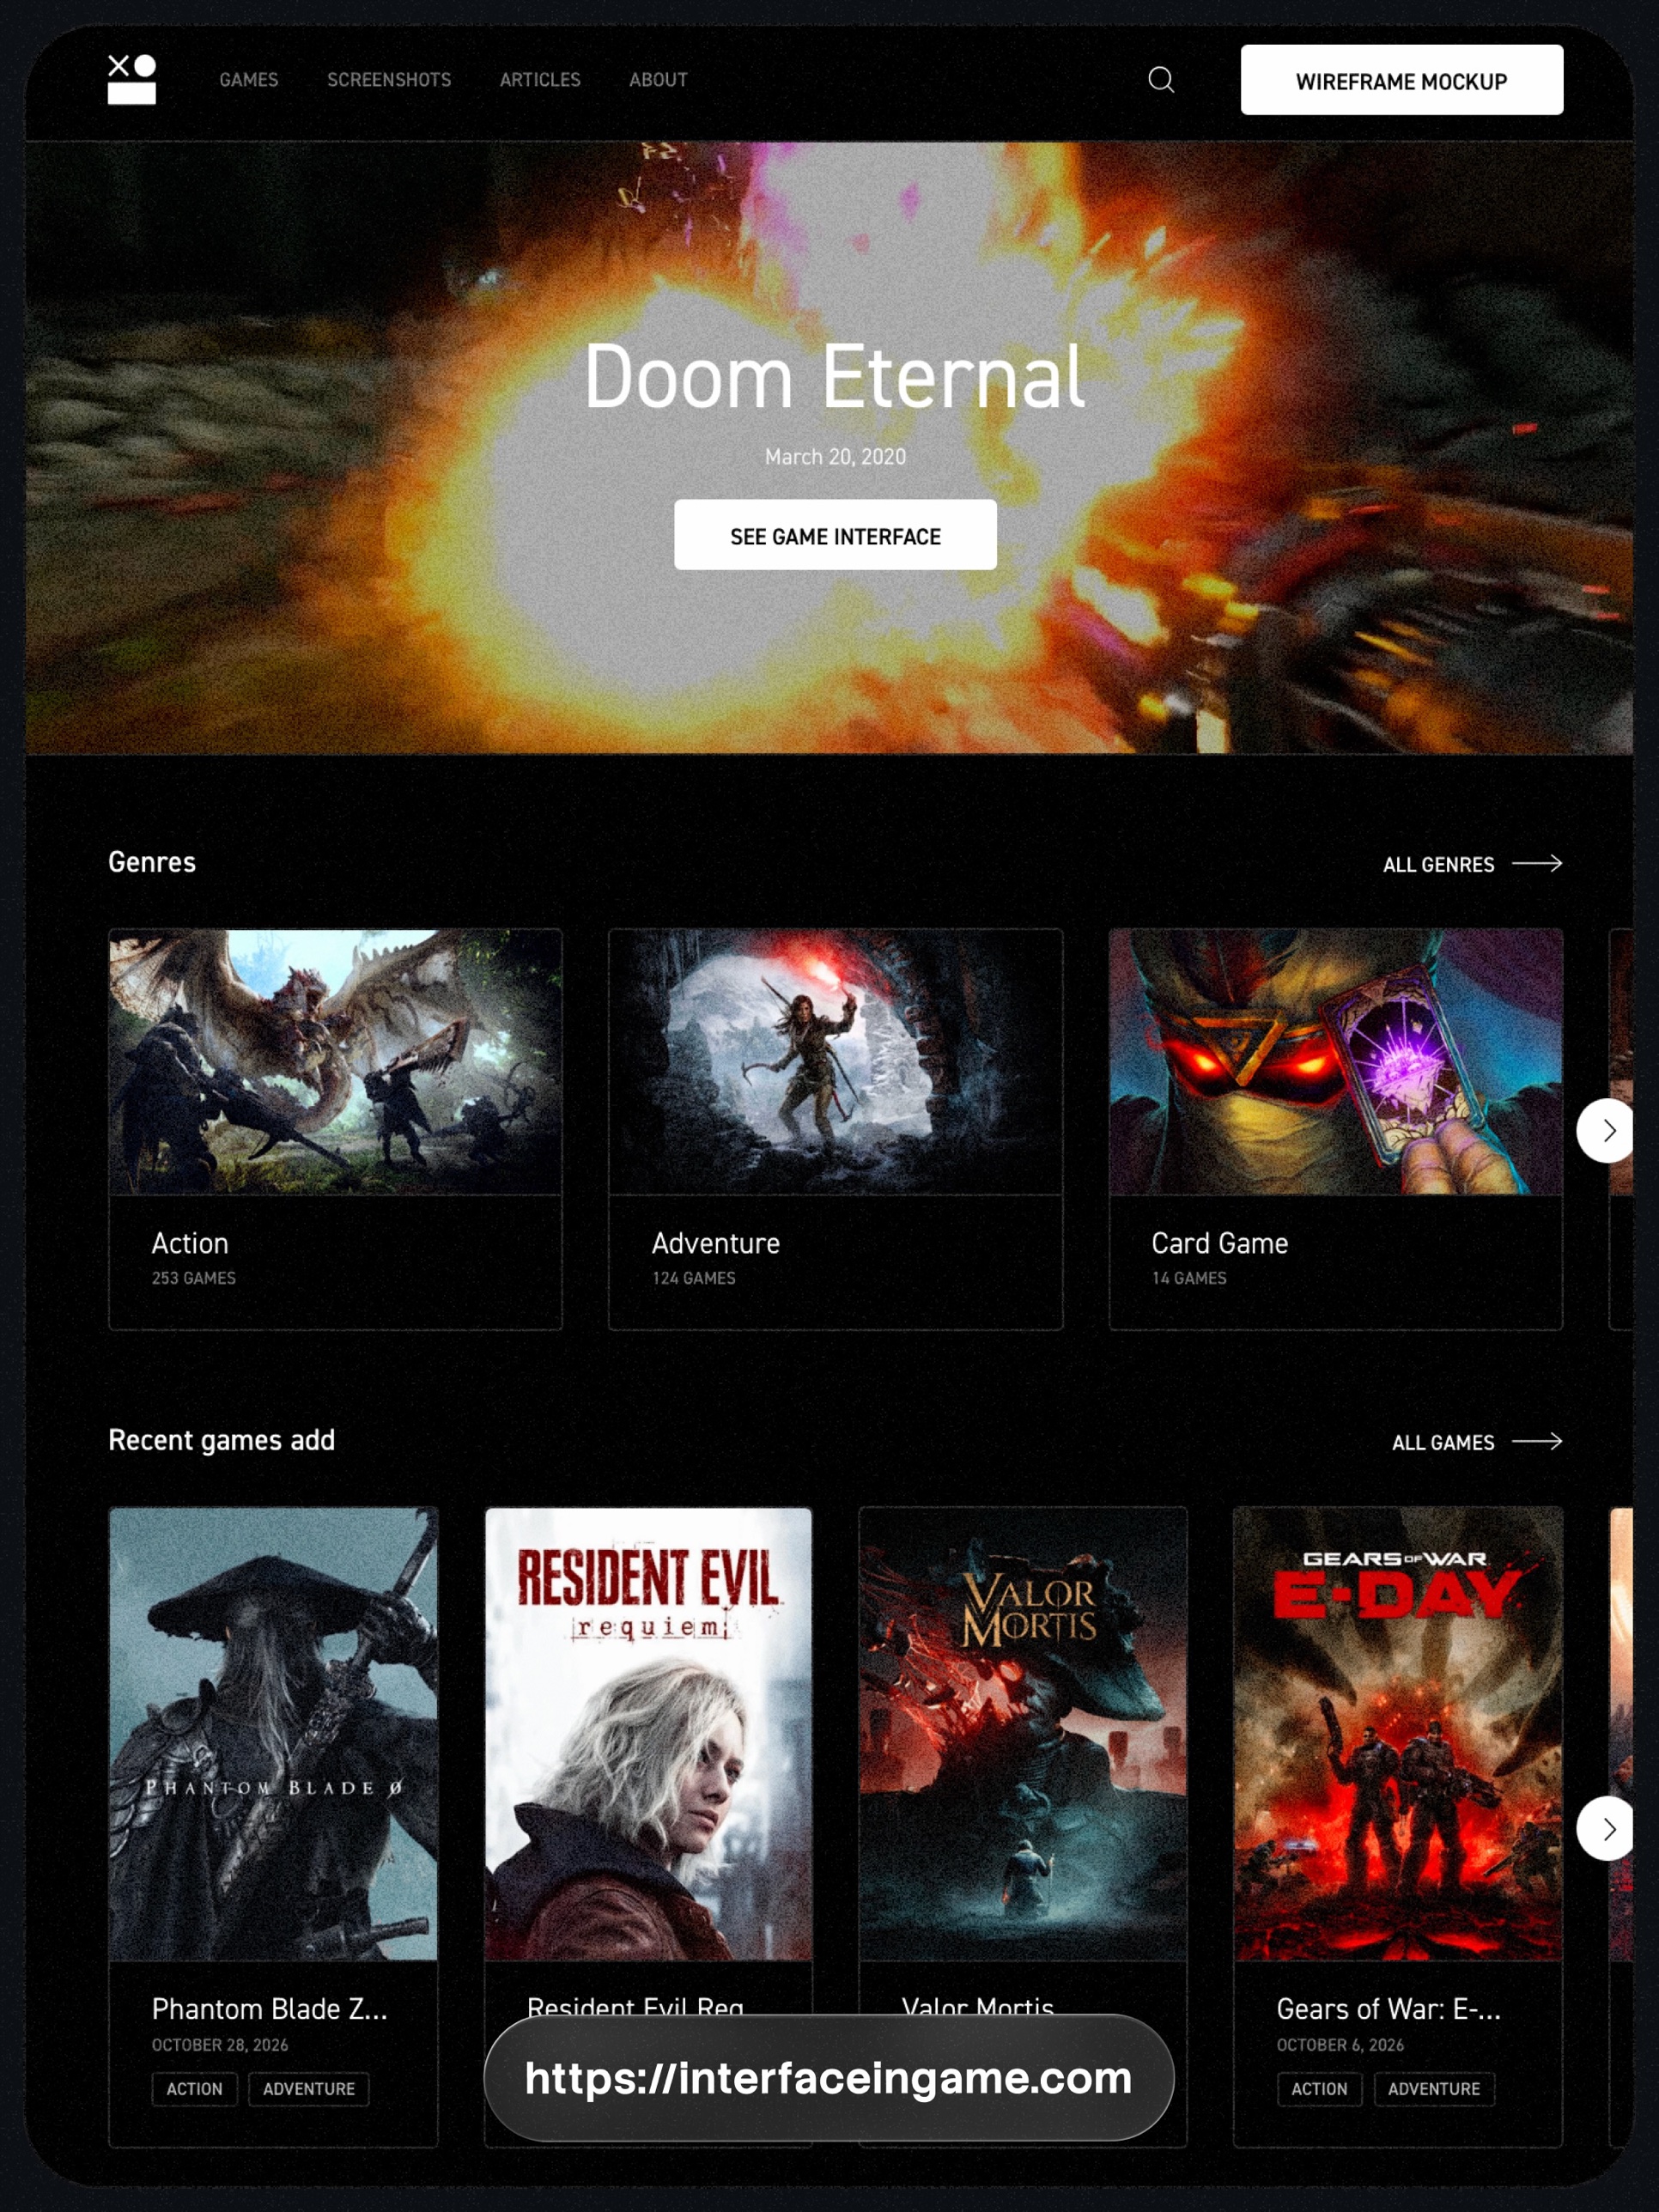 GAMES SCREENSHOTS ARTICLES ABOUT
WIREFRAME MOCKUP
Doom Eternal
March 20, 2020
SEE GAME INTERFACE
Genres
ALL GENRES
Action
253 GAMES
Adventure
124 GAMES
Card Game
14 GAMES
Recent games add
ALL GAMES
PHANTOM BLADE 0
RESIDENT EVIL
requiem
VALOR
MORTIS
GEARS OF WAR
E-DAY
Phantom Blade Z...
OCTOBER 28, 2026
ACTION ADVENTURE
Resident Evil Req
Valor Mortis
Gears of War: E-...
OCTOBER 6, 2026
ACTION ADVENTURE
https://interfaceingame.com